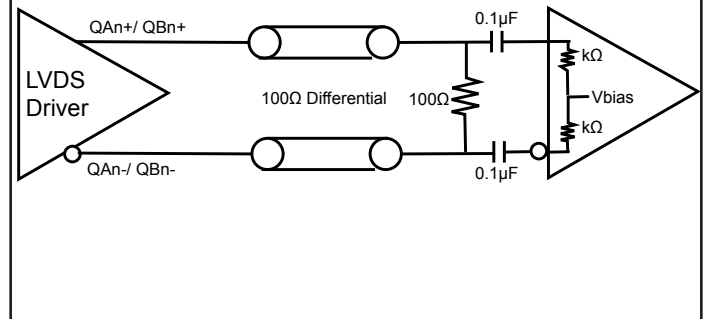 QAn+/ QBn+
0.1µF
kΩ
LVDS
Driver
100Ω Differential
100Ω
Vbias
kΩ
QAn-/ QBn-
0.1µF